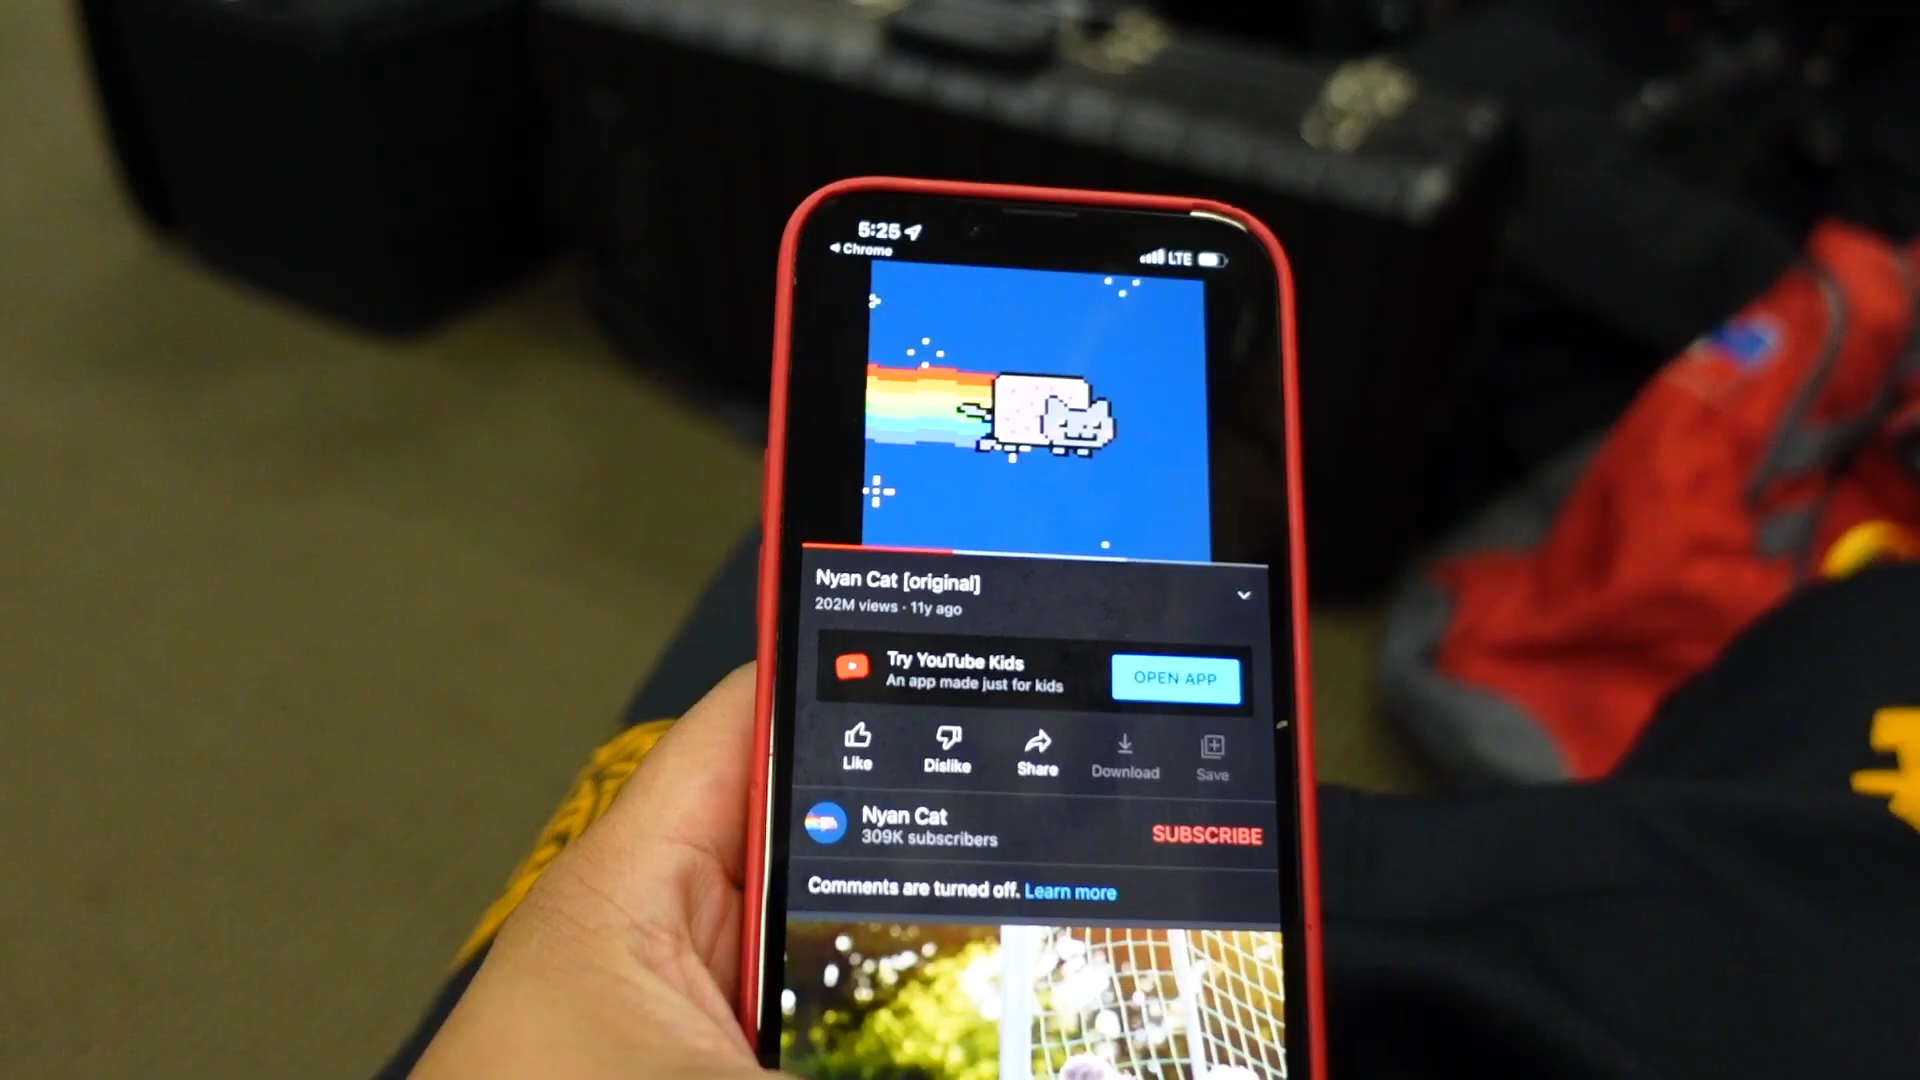 5:25
Chrome
LTE
Nyan Cat [original]
202M views · 11y ago
Try YouTube Kids
An app made just for kids
OPEN APP
Like
Dislike
Share
Download
Save
Nyan Cat
309K subscribers
SUBSCRIBE
Comments are turned off. Learn more